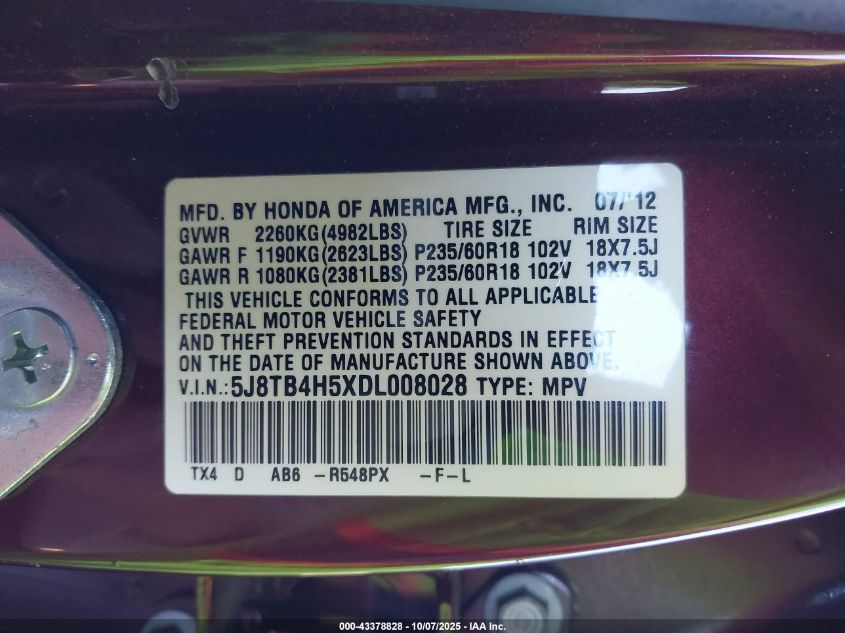 MFD. BY HONDA OF AMERICA MFG., INC. 07/'12
GVWR 2260KG(4982LBS) TIRE SIZE RIM SIZE
GAWR F 1190KG(2623LBS) P235/60R18 102V 18X7.5J
GAWR R 1080KG(2381LBS) P235/60R18 102V 18X7.5J
THIS VEHICLE CONFORMS TO ALL APPLICABLE
FEDERAL MOTOR VEHICLE SAFETY
AND THEFT PREVENTION STANDARDS IN EFFECT
ON THE DATE OF MANUFACTURE SHOWN ABOVE.
V.I.N.:5J8TB4H5XDL008028 TYPE: MPV
TX4 D AB6 -R548PX -F-L
000-43378828 - 10/07/2025 - IAA Inc.